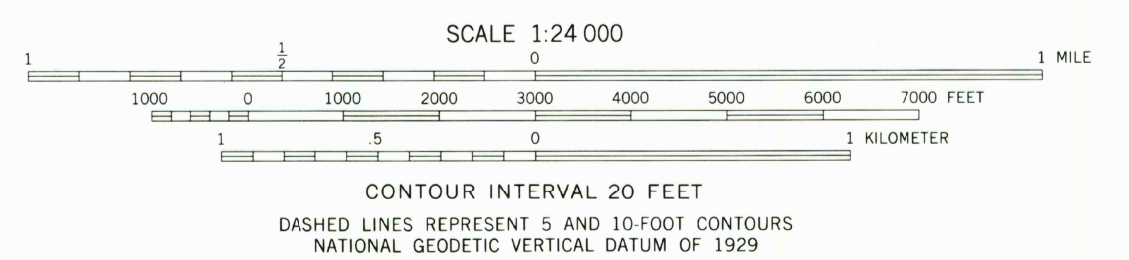 SCALE 1:24 000
1 1/2 0 1 MILE
1000 0 1000 2000 3000 4000 5000 6000 7000 FEET
1 .5 0 1 KILOMETER
CONTOUR INTERVAL 20 FEET
DASHED LINES REPRESENT 5 AND 10-FOOT CONTOURS
NATIONAL GEODETIC VERTICAL DATUM OF 1929